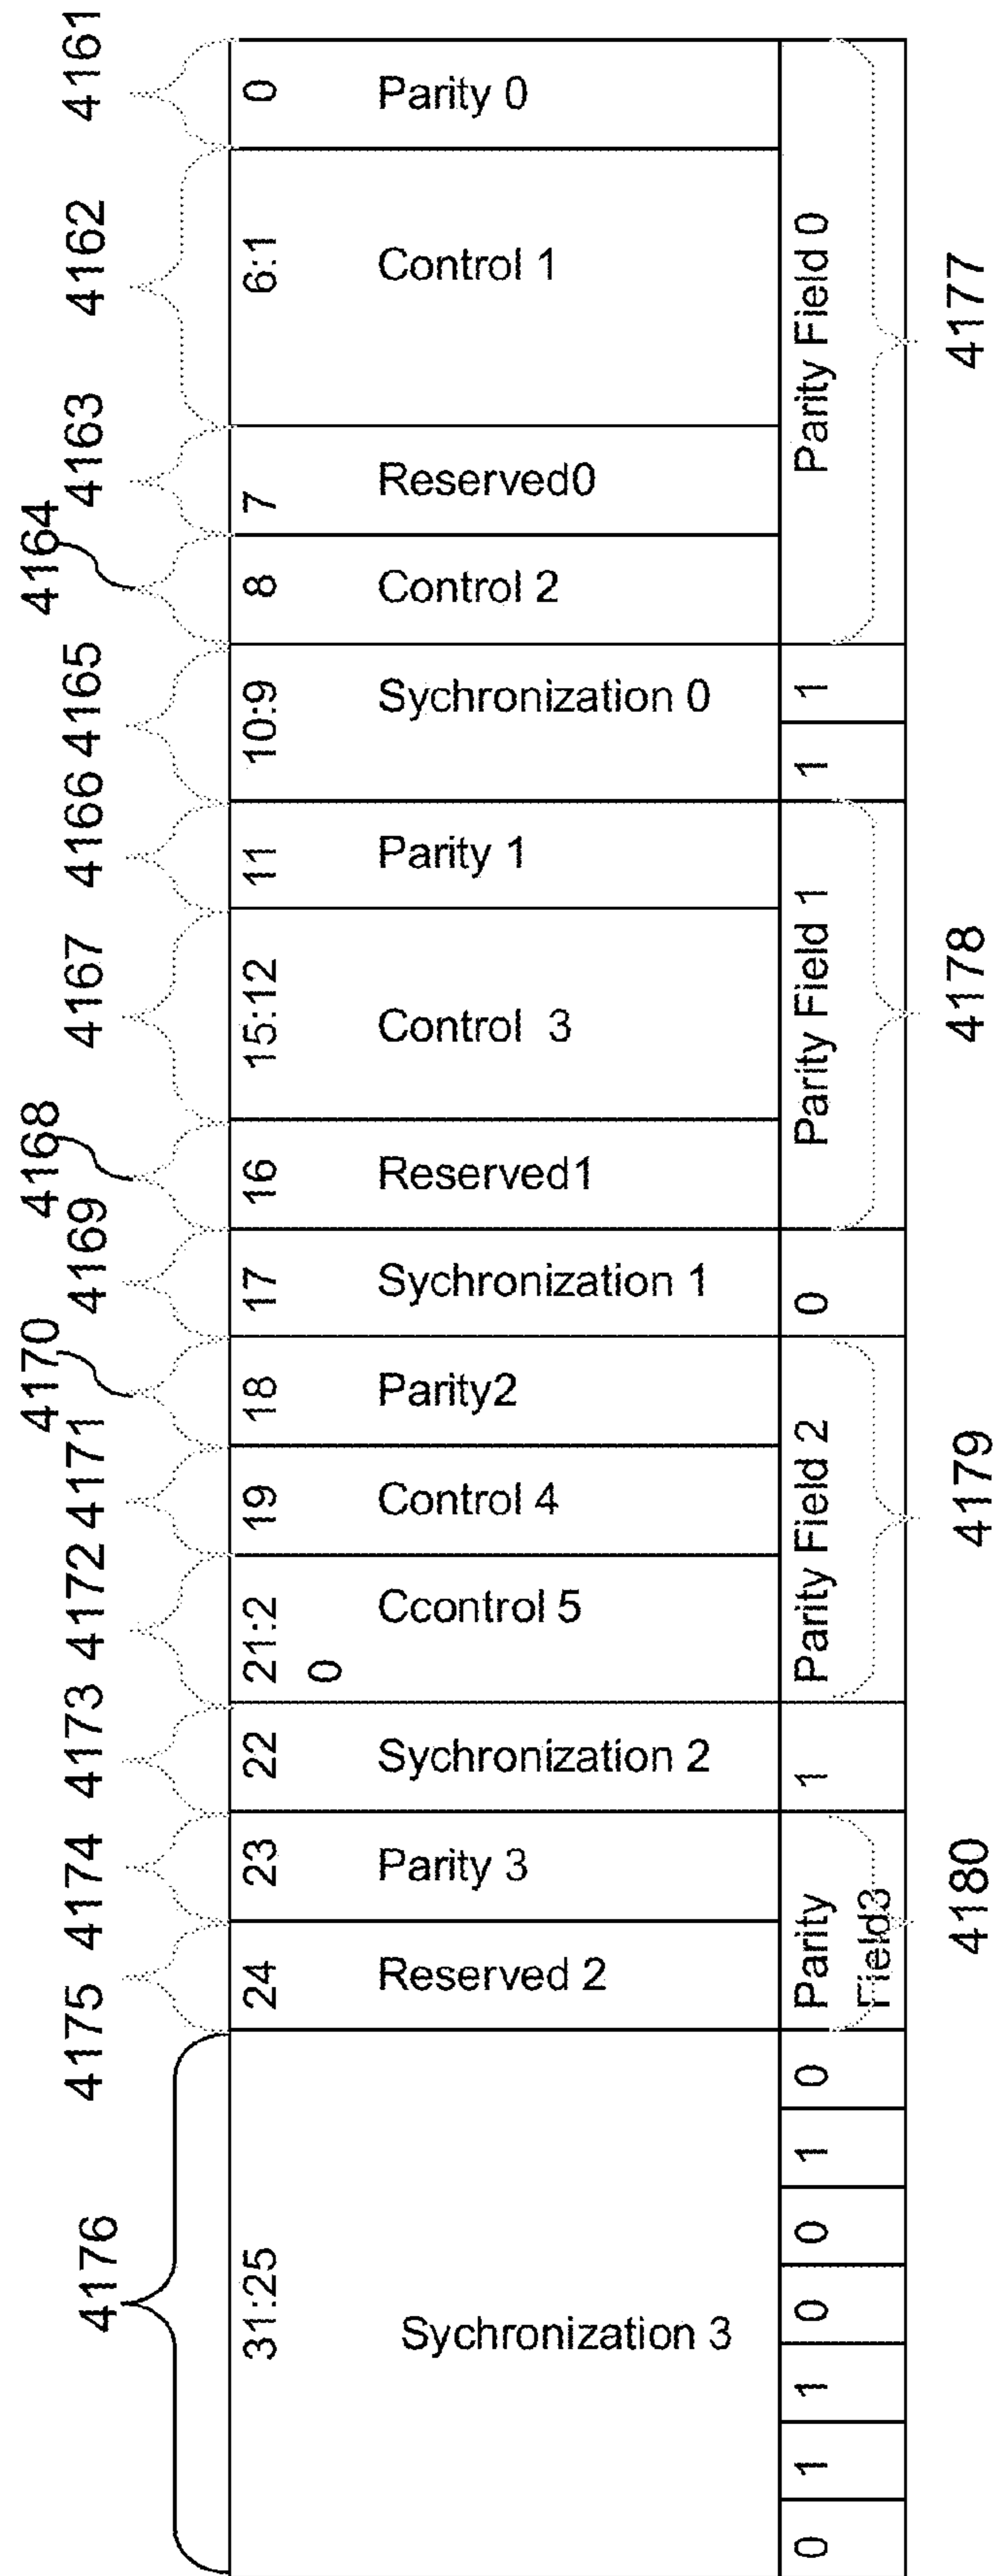 4161
0
Parity 0
4162
6:1
Control 1
4163
7
Reserved0
4164
8
Control 2
Parity Field 0
4177
4165
10:9
Sychronization 0
1
1
4166
11
Parity 1
4167
15:12
Control 3
4168
16
Reserved1
Parity Field 1
4178
4169
17
Sychronization 1
0
4170
18
Parity2
4171
19
Control 4
4172
21:2
0
Ccontrol 5
Parity Field 2
4179
4173
22
Sychronization 2
1
4174
23
Parity 3
4175
24
Reserved 2
Parity
Field3
4180
4176
31:25
Sychronization 3
0
1
0
0
1
1
0